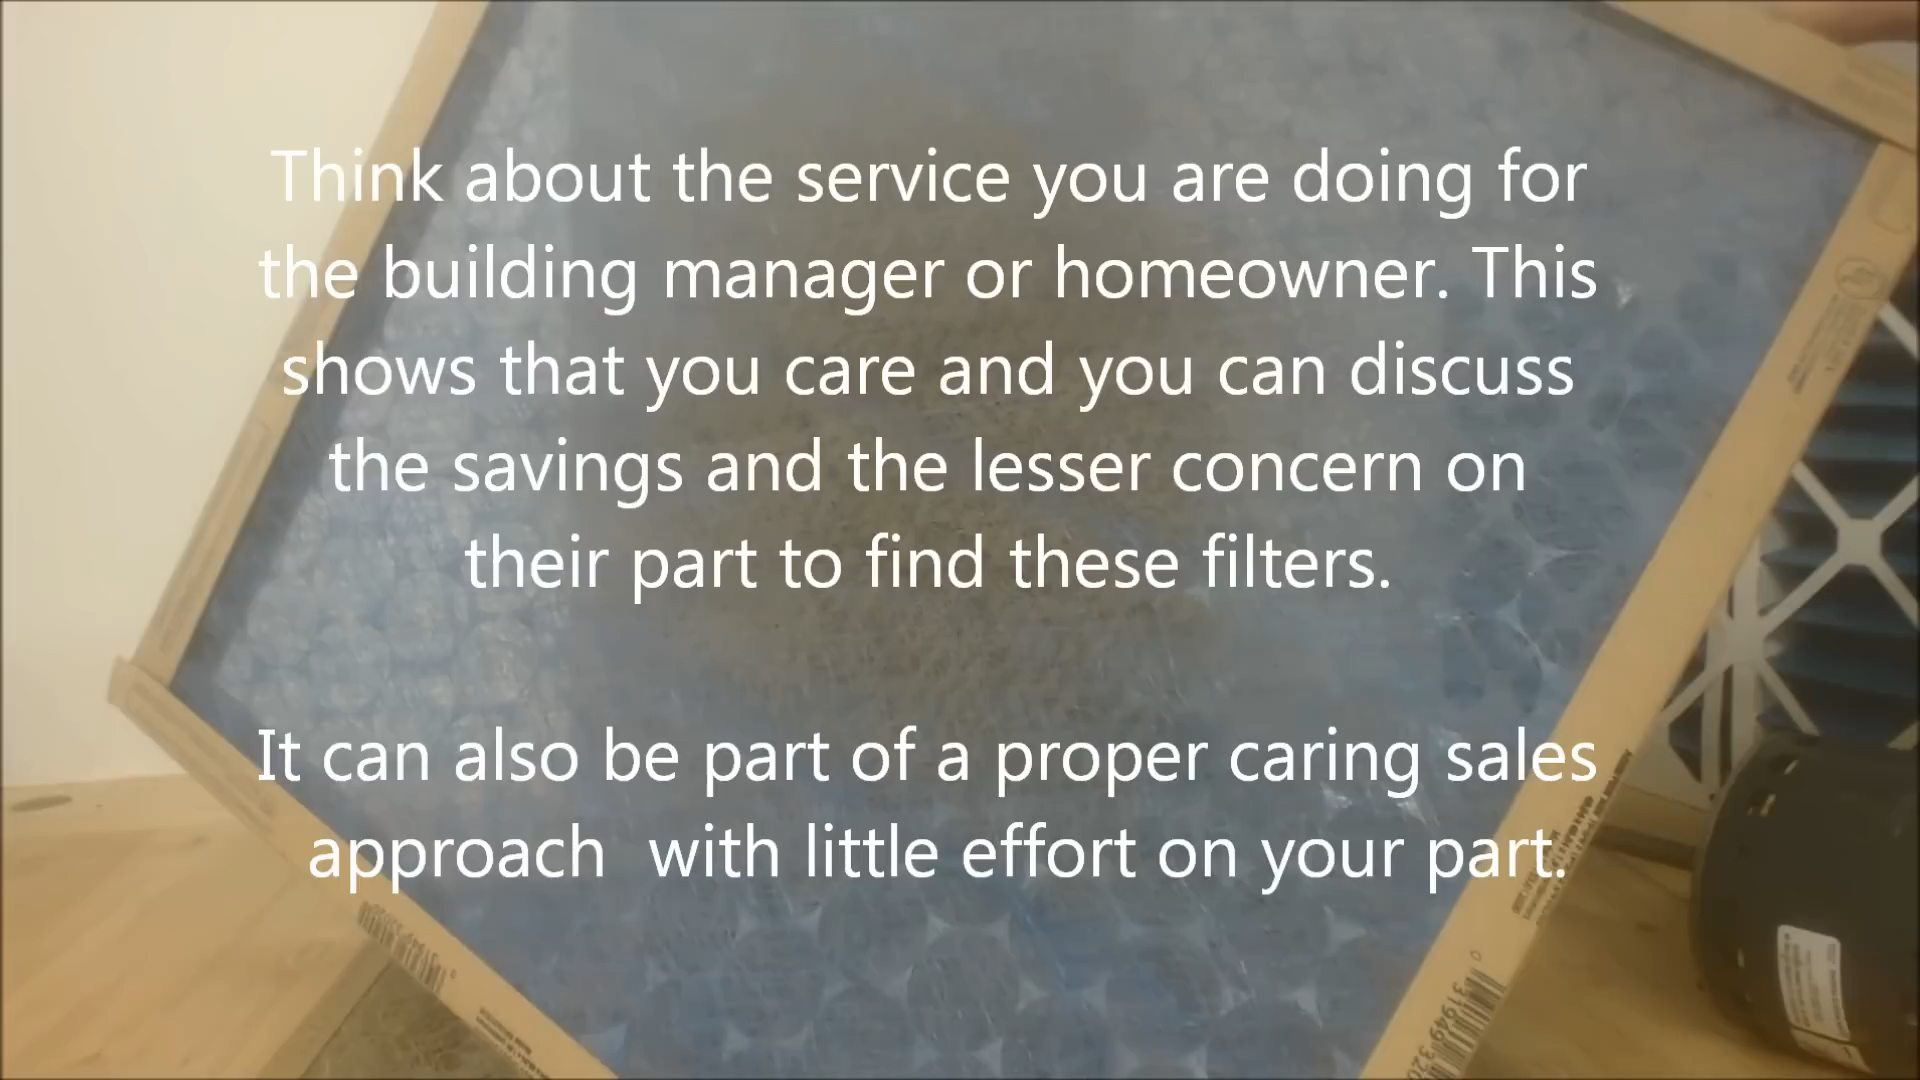 Think about the service you are doing for
the building manager or homeowner. This
shows that you care and you can discuss
the savings and the lesser concern on
their part to find these filters.
It can also be part of a proper caring sales
approach  with little effort on your part.